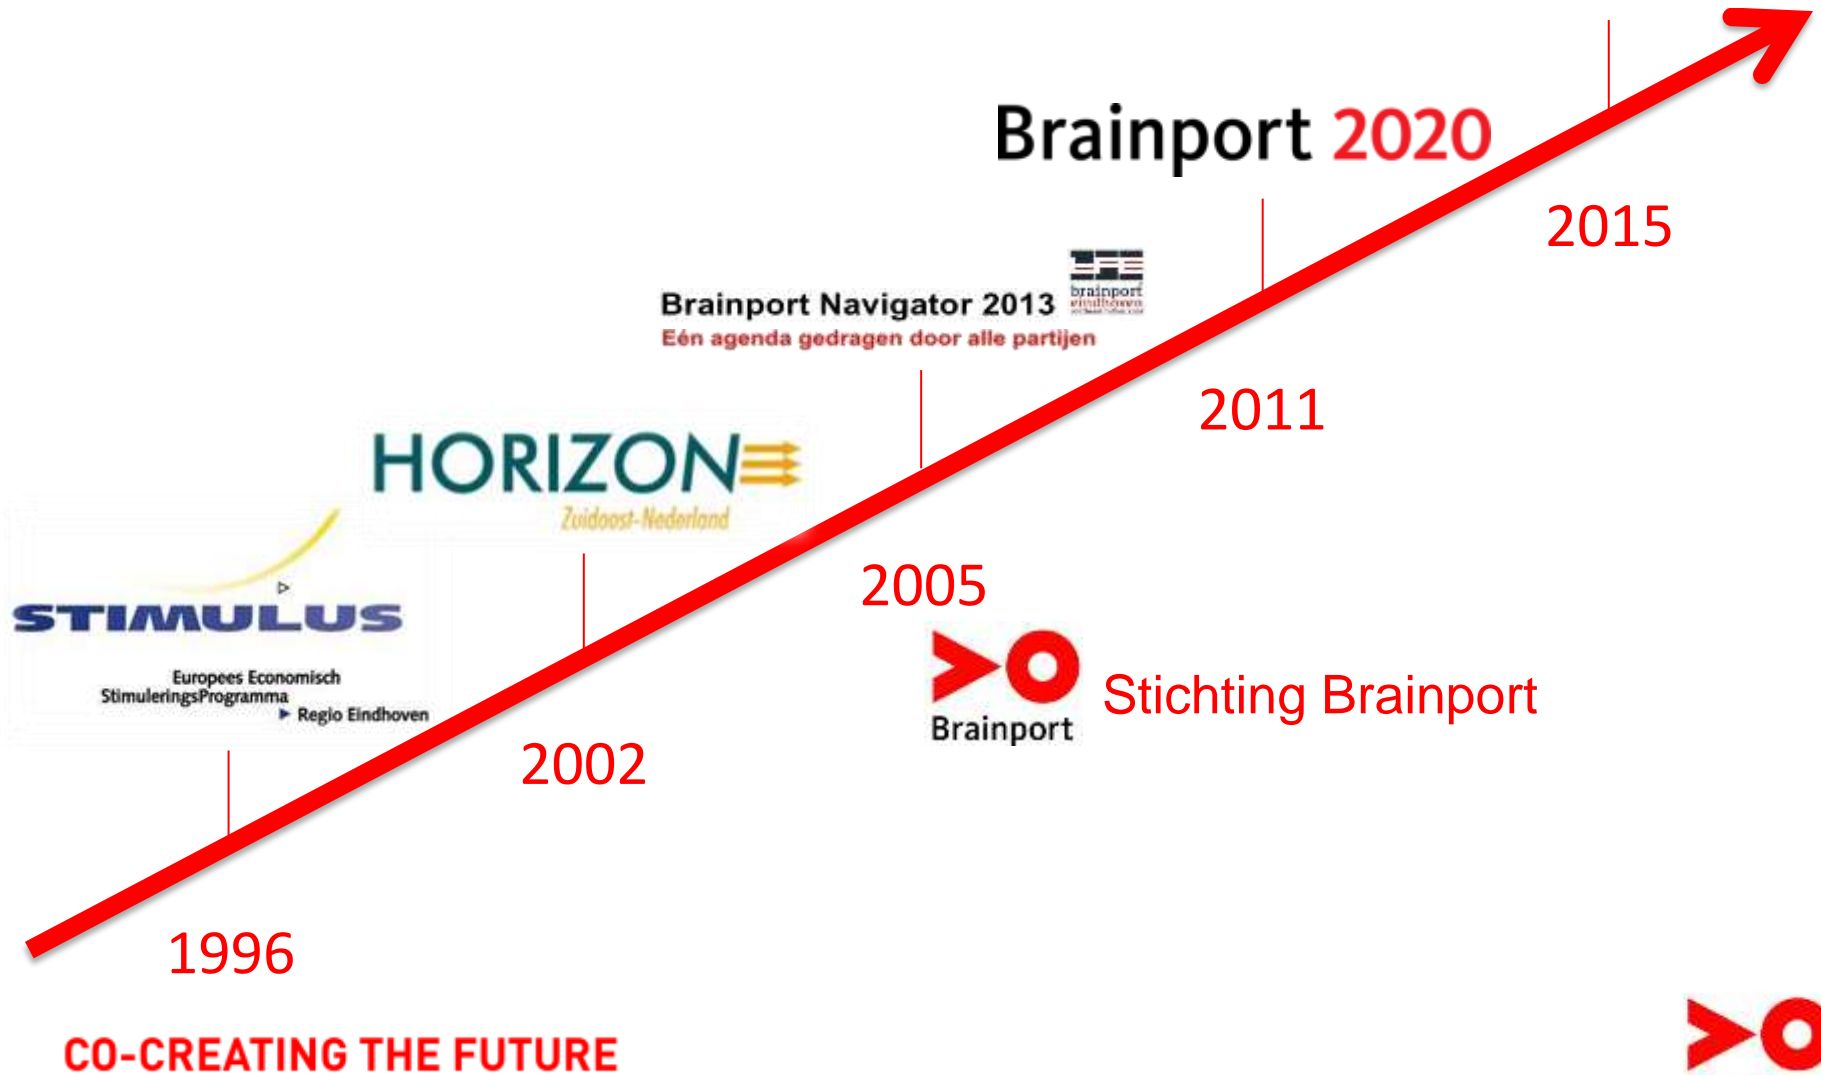 Brainport 2020
2015
Brainport Navigator 2013
Eén agenda gedragen door alle partijen
brainport
eindhoven
2011
HORIZON
Zuidoost-Nederland
STIMULUS
Europees Economisch
StimuleringsProgramma
Regio Eindhoven
2005
Brainport
Stichting Brainport
2002
1996
CO-CREATING THE FUTURE